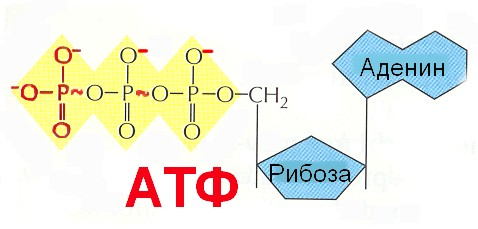 O⁻ O⁻ O⁻
Аденин
⁻O–P~O–P~O–P–O–CH₂
O O O
Рибоза
АТФ